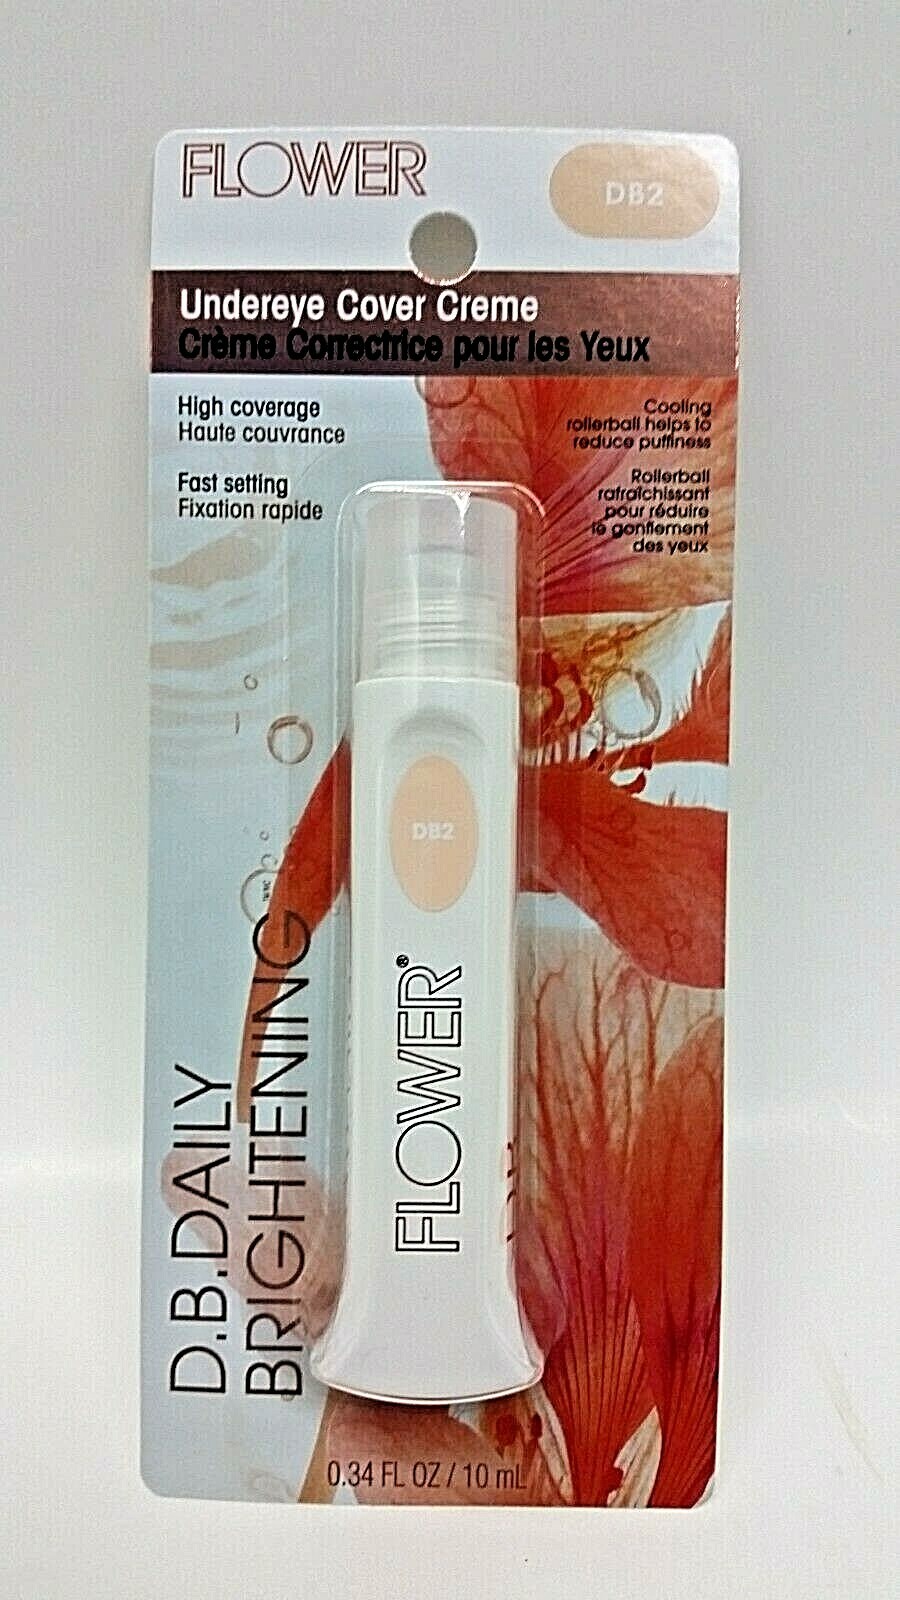 FLOWER
DB2
Undereye Cover Creme
Crème Correctrice pour les Yeux
High coverage
Haute couvrance
Fast setting
Fixation rapide
Cooling
rollerball helps to
reduce puffiness
Rollerball
rafraîchissant
pour réduire
le gonflement
des yeux
DB2
FLOWER®
D.B.DAILY
BRIGHTENING
0.34 FL OZ / 10 mL